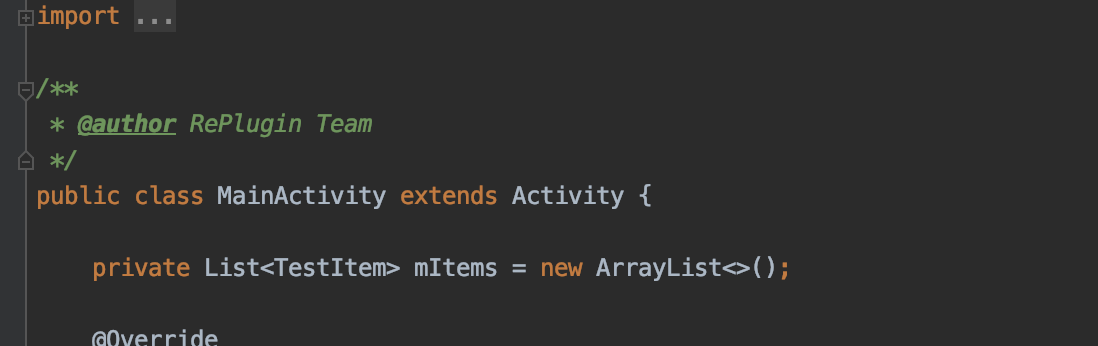 import ...
/**
 * @author RePlugin Team
 */
public class MainActivity extends Activity {
    private List<TestItem> mItems = new ArrayList<>();
    @Override